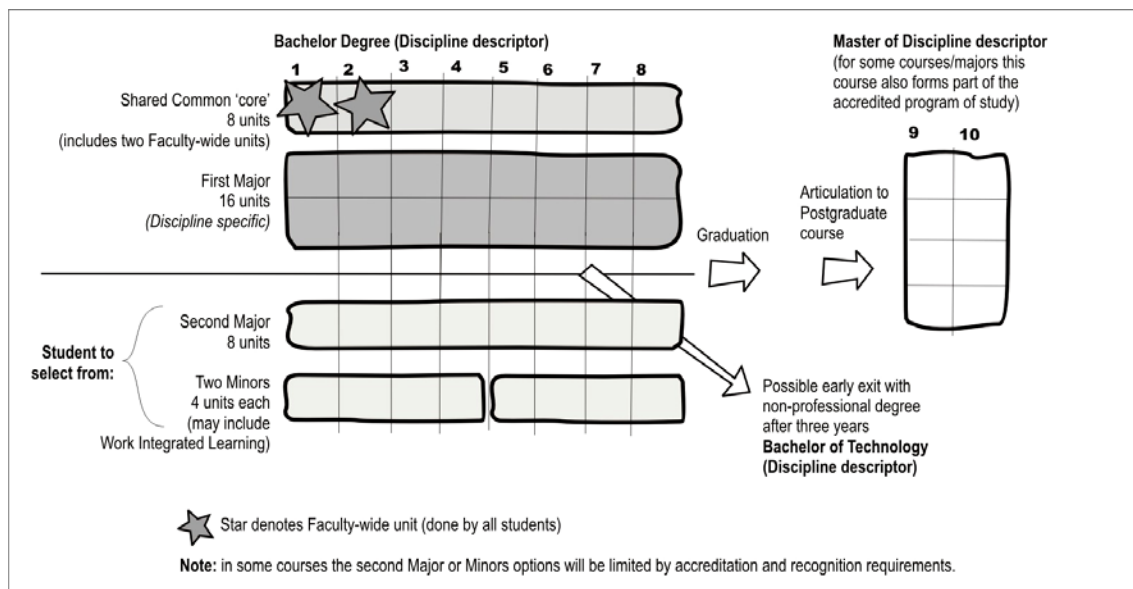 Bachelor Degree (Discipline descriptor)
1 2 3 4 5 6 7 8
Shared Common 'core'
8 units
(includes two Faculty-wide units)
First Major
16 units
(Discipline specific)
Student to
select from:
Second Major
8 units
Two Minors
4 units each
(may include
Work Integrated Learning)
Graduation
Articulation to
Postgraduate
course
Master of Discipline descriptor
(for some courses/majors this
course also forms part of the
accredited program of study)
9 10
Possible early exit with
non-professional degree
after three years
Bachelor of Technology
(Discipline descriptor)
Star denotes Faculty-wide unit (done by all students)
Note: in some courses the second Major or Minors options will be limited by accreditation and recognition requirements.